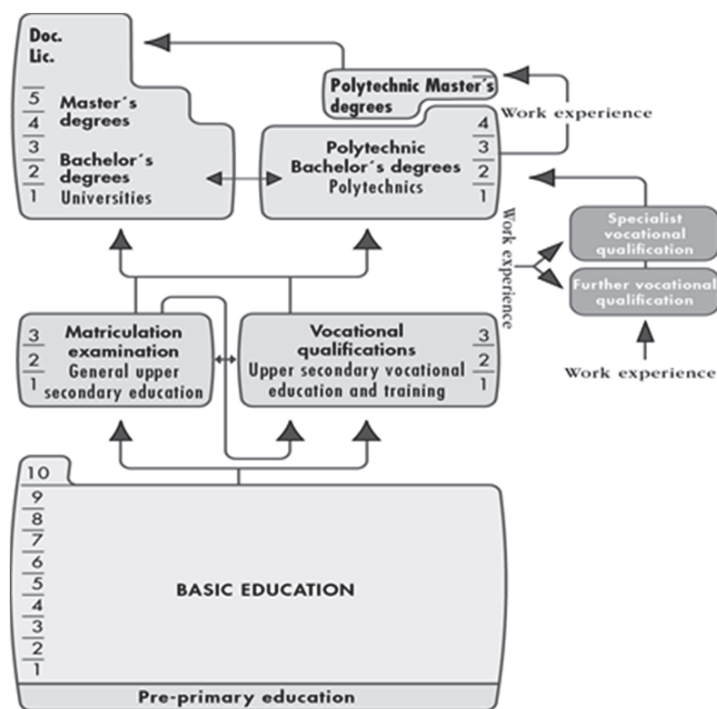 Doc.
Lic.
5
4
3
2
1
Master´s
degrees
Bachelor´s
degrees
Universities
Polytechnic Master´s
degrees
Work experience
Polytechnic
Bachelor´s degrees
Polytechnics
4
3
2
1
Specialist
vocational
qualification
Work experience
Further vocational
qualification
Work experience
3
2
1
Matriculation
examination
General upper
secondary education
Vocational
qualifications
Upper secondary vocational
education and training
3
2
1
10
9
8
7
6
5
4
3
2
1
BASIC EDUCATION
Pre-primary education